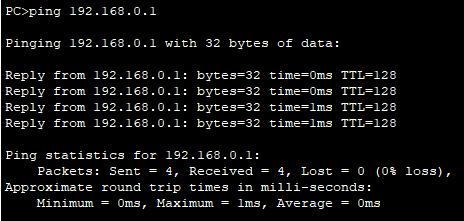 PC>ping 192.168.0.1
Pinging 192.168.0.1 with 32 bytes of data:
Reply from 192.168.0.1: bytes=32 time=0ms TTL=128
Reply from 192.168.0.1: bytes=32 time=0ms TTL=128
Reply from 192.168.0.1: bytes=32 time=1ms TTL=128
Reply from 192.168.0.1: bytes=32 time=1ms TTL=128
Ping statistics for 192.168.0.1:
Packets: Sent = 4, Received = 4, Lost = 0 (0% loss),
Approximate round trip times in milli-seconds:
Minimum = 0ms, Maximum = 1ms, Average = 0ms